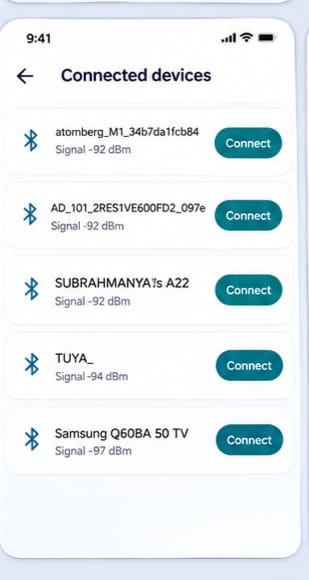 9:41
Connected devices
atomberg_M1_34b7da1fcb84
Signal -92 dBm
Connect
AD_101_2RES1VE600FD2_097e
Signal -92 dBm
Connect
SUBRAHMANYA?s A22
Signal -92 dBm
Connect
TUYA_
Signal -94 dBm
Connect
Samsung Q60BA 50 TV
Signal -97 dBm
Connect